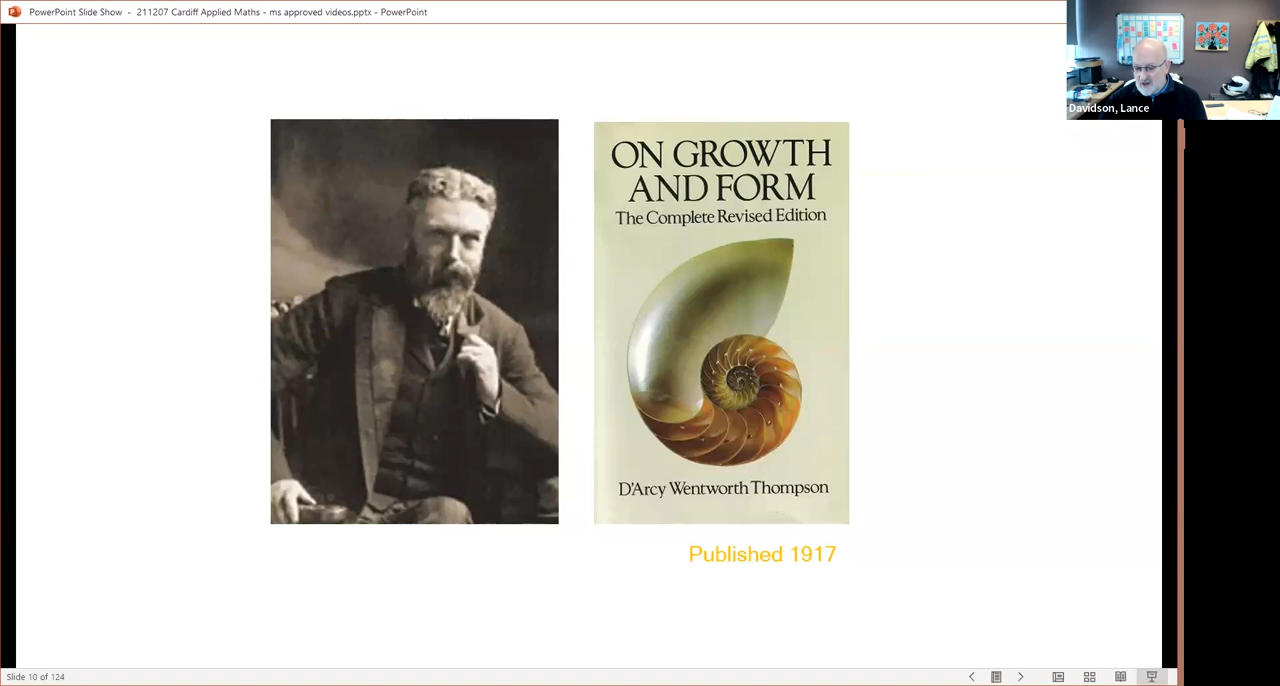 PowerPoint Slide Show - 211207 Cardiff Applied Maths - ms approved videos.pptx - PowerPoint
Davidson, Lance
ON GROWTH
AND FORM
The Complete Revised Edition
D'Arcy Wentworth Thompson
Published 1917
Slide 10 of 124